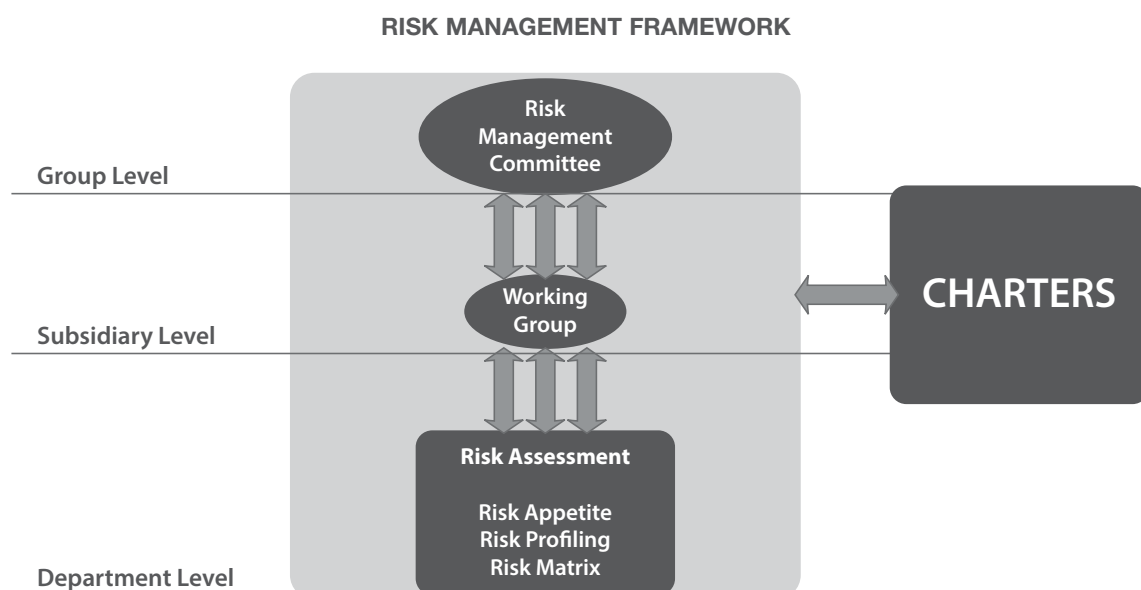 RISK MANAGEMENT FRAMEWORK
Risk
Management
Committee
Group Level
CHARTERS
Working
Group
Subsidiary Level
Risk Assessment
Risk Appetite
Risk Profiling
Risk Matrix
Department Level